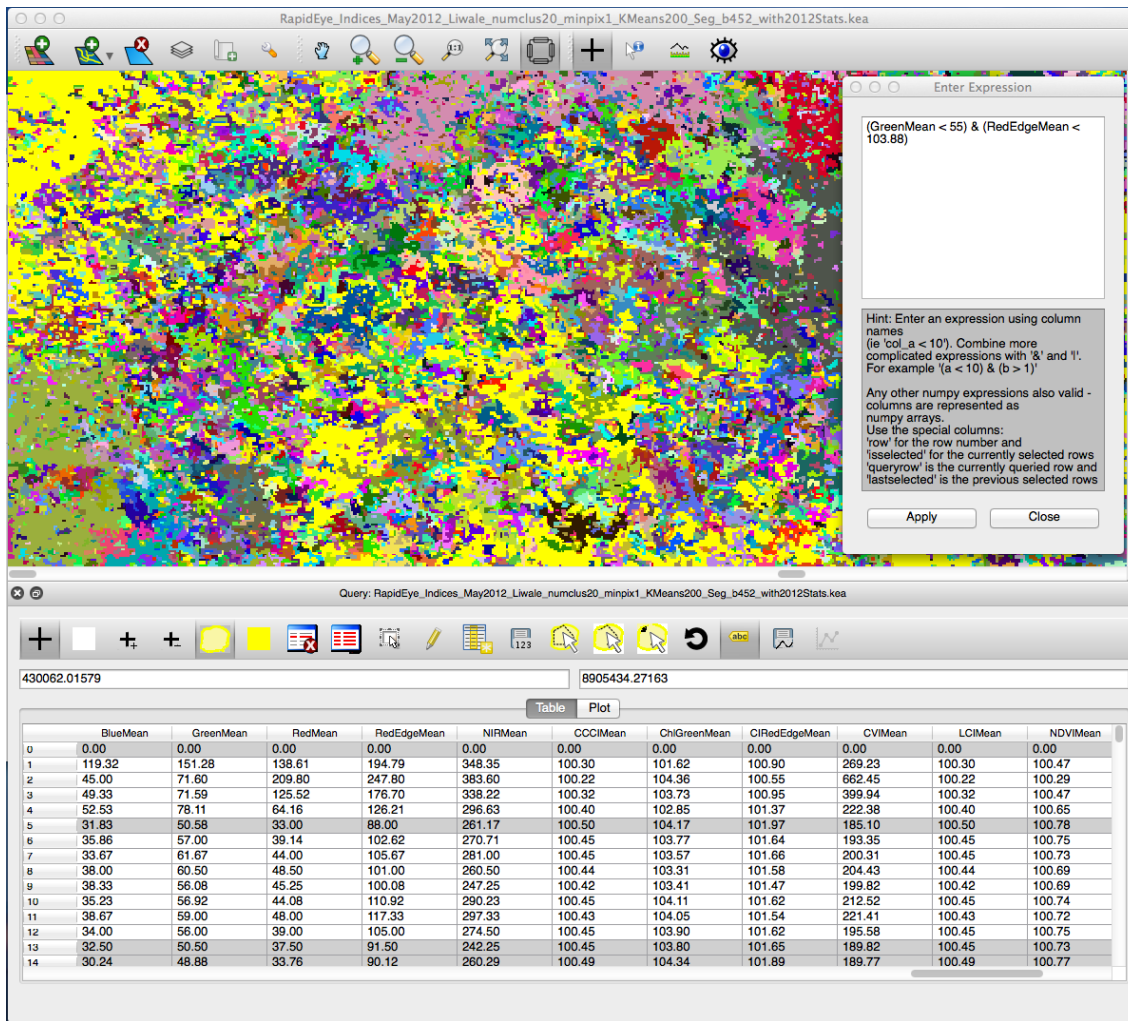 RapidEye_Indices_May2012_Liwale_numclus20_minpix1_KMeans200_Seg_b452_with2012Stats.kea
1:1
Enter Expression
(GreenMean < 55) & (RedEdgeMean <
103.88)
Hint: Enter an expression using column
names
(ie 'col_a < 10'). Combine more
complicated expressions with '&' and '|'.
For example '(a < 10) & (b > 1)'
Any other numpy expressions also valid -
columns are represented as
numpy arrays.
Use the special columns:
'row' for the row number and
'isselected' for the currently selected rows
'queryrow' is the currently queried row and
'lastselected' is the previous selected rows
Apply Close
Query: RapidEye_Indices_May2012_Liwale_numclus20_minpix1_KMeans200_Seg_b452_with2012Stats.kea
123 abc
430062.01579 8905434.27163
Table Plot
BlueMean GreenMean RedMean RedEdgeMean NIRMean CCCIMean ChlGreenMean CIRedEdgeMean CVIMean LCIMean NDVIMean
0 0.00 0.00 0.00 0.00 0.00 0.00 0.00 0.00 0.00 0.00 0.00
1 119.32 151.28 138.61 194.79 348.35 100.30 101.62 100.90 269.23 100.30 100.47
2 45.00 71.60 209.80 247.80 383.60 100.22 104.36 100.55 662.45 100.22 100.29
3 49.33 71.59 125.52 176.70 338.22 100.32 103.73 100.95 399.94 100.32 100.47
4 52.53 78.11 64.16 126.21 296.63 100.40 102.85 101.37 222.38 100.40 100.65
5 31.83 50.58 33.00 88.00 261.17 100.50 104.17 101.97 185.10 100.50 100.78
6 35.86 57.00 39.14 102.62 270.71 100.45 103.77 101.64 193.35 100.45 100.75
7 33.67 61.67 44.00 105.67 281.00 100.45 103.57 101.66 200.31 100.45 100.73
8 38.00 60.50 48.50 101.00 260.50 100.44 103.31 101.58 204.43 100.44 100.69
9 38.33 56.08 45.25 100.08 247.25 100.42 103.41 101.47 199.82 100.42 100.69
10 35.23 56.92 44.08 110.92 290.23 100.45 104.11 101.62 212.52 100.45 100.74
11 38.67 59.00 48.00 117.33 297.33 100.43 104.05 101.54 221.41 100.43 100.72
12 34.00 56.00 39.00 105.00 274.50 100.45 103.90 101.62 195.58 100.45 100.75
13 32.50 50.50 37.50 91.50 242.25 100.45 103.80 101.65 189.82 100.45 100.73
14 30.24 48.88 33.76 90.12 260.29 100.49 104.34 101.89 189.77 100.49 100.77